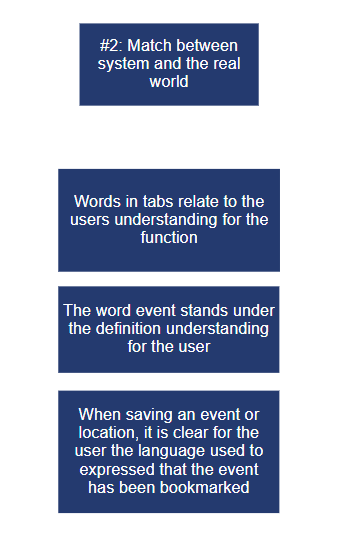 #2: Match between
system and the real
world
Words in tabs relate to the
users understanding for the
function
The word event stands under
the definition understanding
for the user
When saving an event or
location, it is clear for the
user the language used to
expressed that the event
has been bookmarked